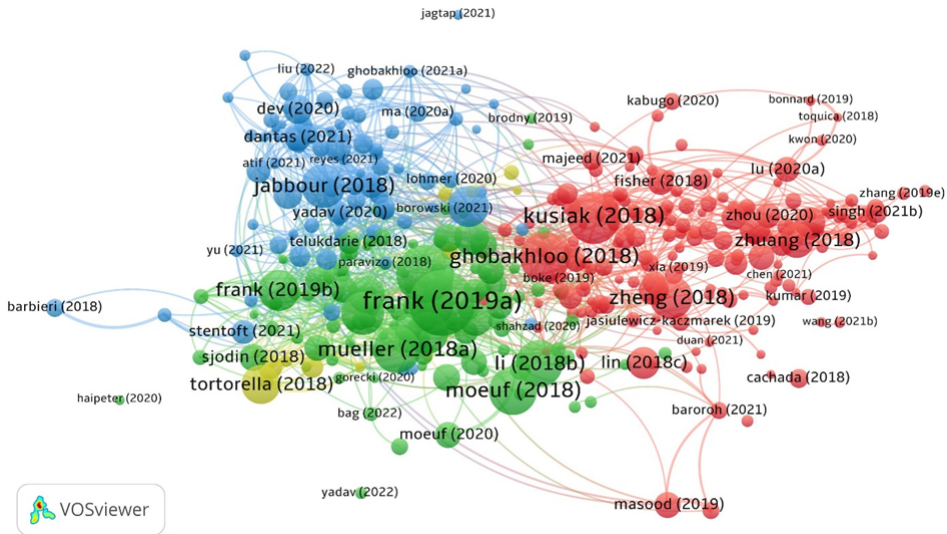 jagtap (2021)
liu (2022)
ghobakhloo (2021a)
dev (2020)
ma (2020a)
brodny (2019)
kabugo (2020)
bonnard (2019)
toquica (2018)
dantas (2021)
kwon (2020)
atif (2021)
reyes (2021)
majeed (2021)
lu (2020a)
jabbour (2018)
lohmer (2020)
fisher (2018)
zhang (2019e)
yadav (2020)
borowski (2021)
kusiak (2018)
zhou (2020)
singh (2021b)
yu (2021)
telukdarie (2018)
zhuang (2018)
paravizo (2018)
ghobakhloo (2018)
boke (2019)
xia (2019)
chen (2021)
frank (2019b)
frank (2019a)
zheng (2018)
kumar (2019)
barbieri (2018)
stentoft (2021)
shahzad (2020)
jasiulewicz-kaczmarek (2019)
wang (2021b)
duan (2021)
sjodin (2018)
mueller (2018a)
li (2018b)
lin (2018c)
tortorella (2018)
gorecki (2020)
moeuf (2018)
cachada (2018)
haipeter (2020)
bag (2022)
baroroh (2021)
moeuf (2020)
yadav (2022)
masood (2019)
VOSviewer